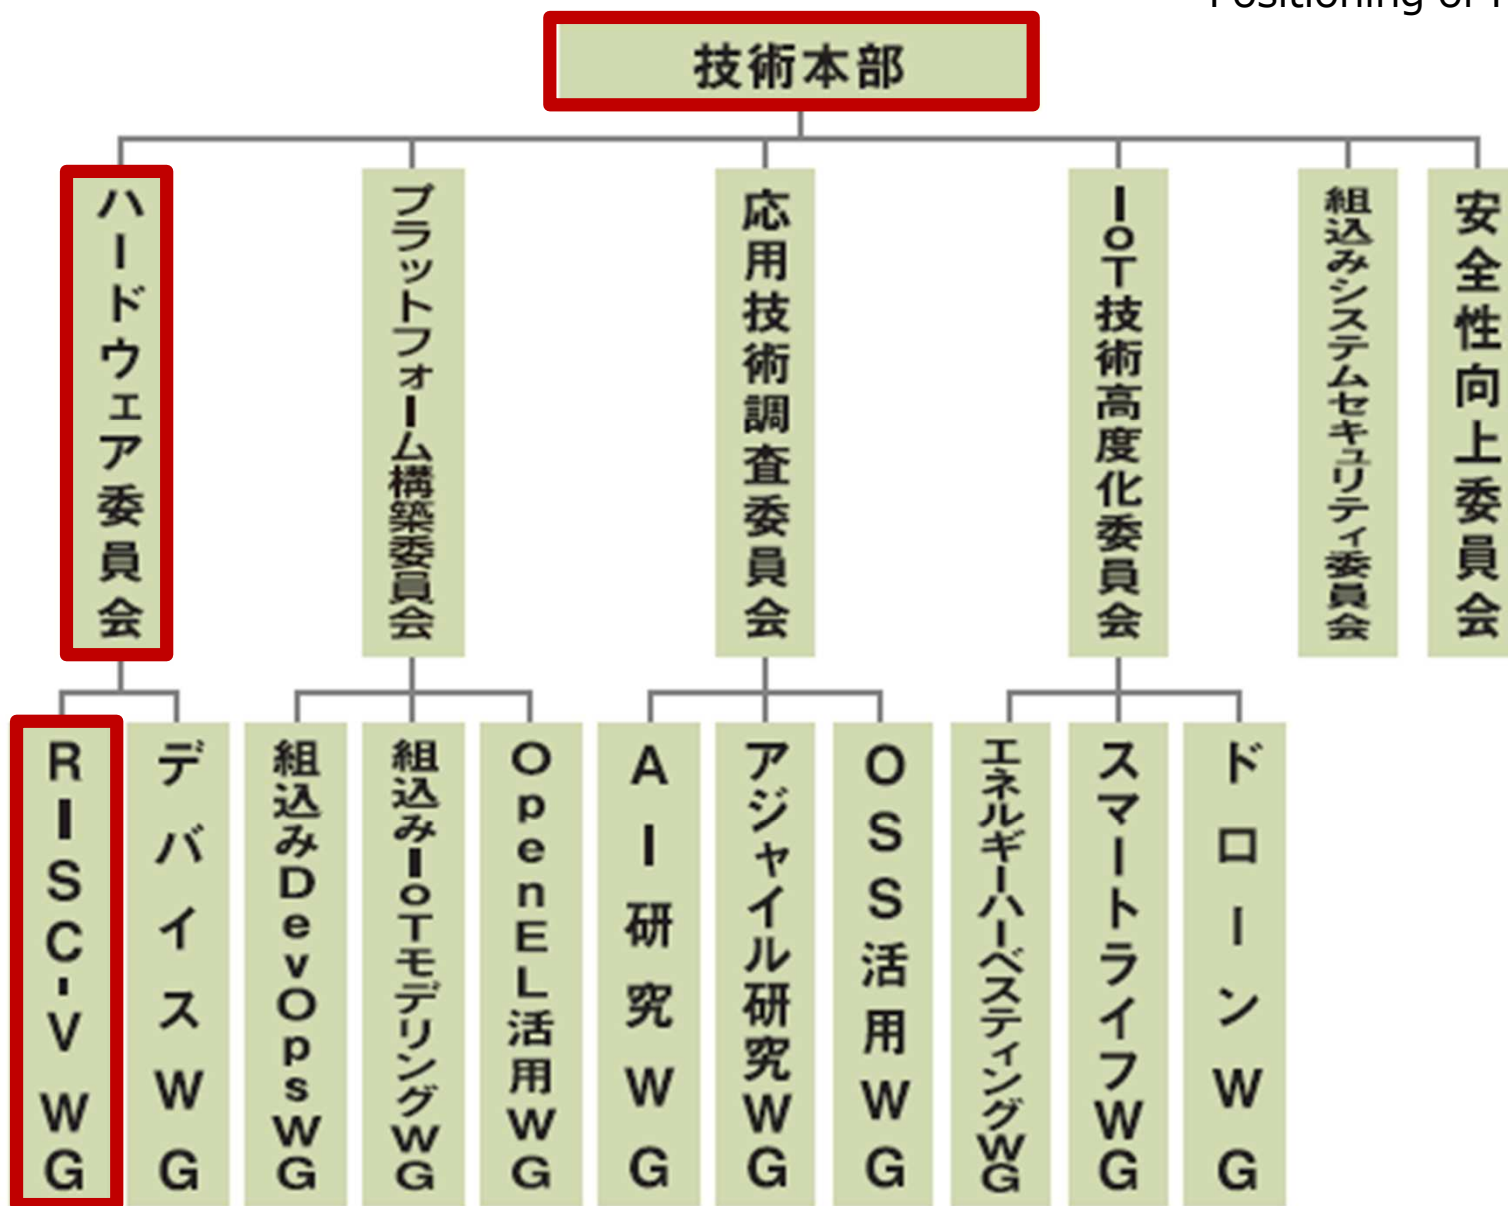 Positioning of
技術本部
ハードウェア委員会
プラットフォーム構築委員会
応用技術調査委員会
IoT技術高度化委員会
組込みシステムセキュリティ委員会
安全性向上委員会
RISC-V WG
デバイスWG
組込みDevOpsWG
組込みIoTモデリングWG
OpenEL活用WG
AI研究WG
アジャイル研究WG
OSS活用WG
エネルギーハーベスティングWG
スマートライフWG
ドローンWG